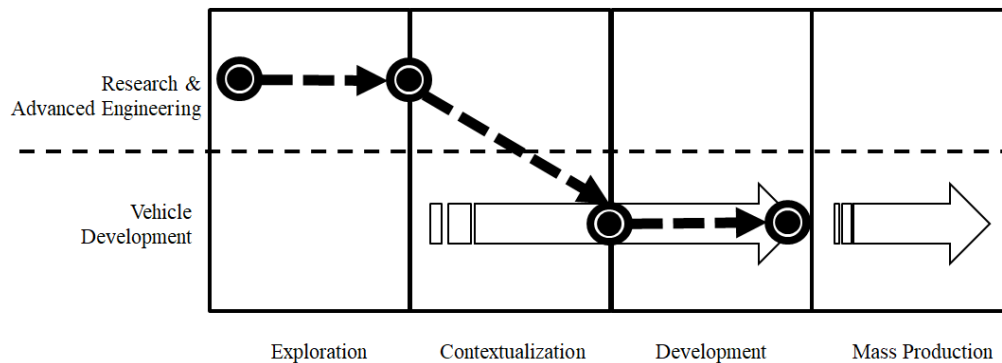 Research &
Advanced Engineering
Vehicle
Development
Exploration
Contextualization
Development
Mass Production